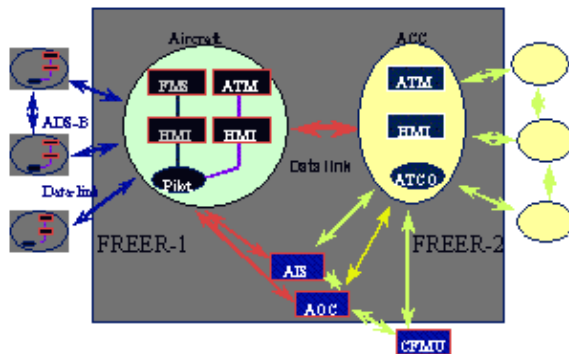 Aircraft
ACC
FMS
ATM
ATM
ADS-B
HMI
HMI
HMI
Data link
Pilot
ATCO
Data-link
FREER-1
FREER-2
AIS
AOC
CFMU